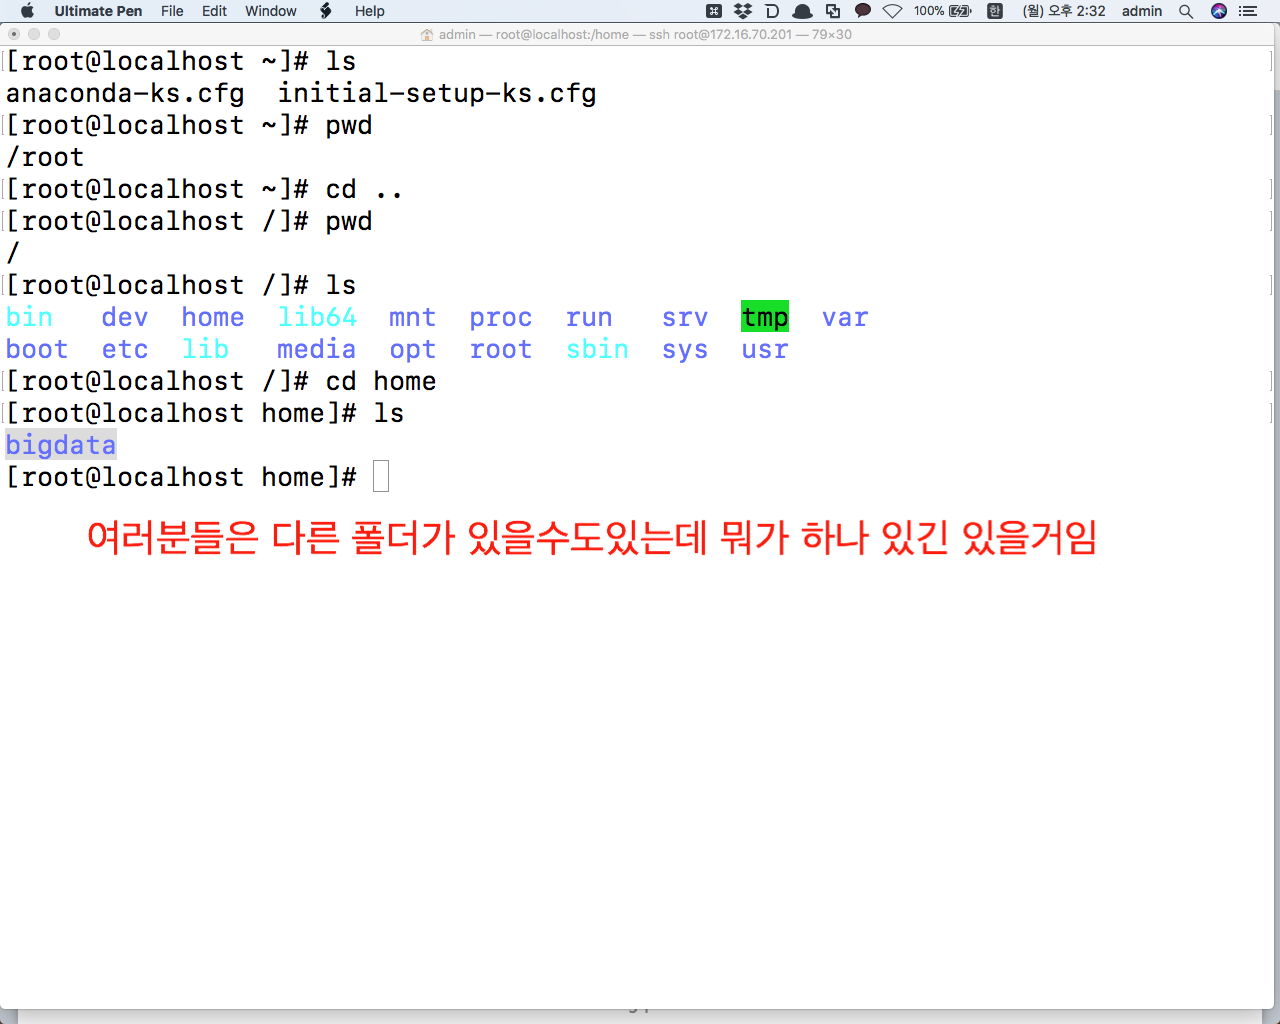 Ultimate Pen File Edit Window Help 100% 한 (월) 오후 2:32 admin
admin — root@localhost:/home — ssh root@172.16.70.201 — 79×30
[root@localhost ~]# ls
anaconda-ks.cfg  initial-setup-ks.cfg
[root@localhost ~]# pwd
/root
[root@localhost ~]# cd ..
[root@localhost /]# pwd
/
[root@localhost /]# ls
bin   dev  home  lib64  mnt  proc  run   srv  tmp  var
boot  etc  lib   media  opt  root  sbin  sys  usr
[root@localhost /]# cd home
[root@localhost home]# ls
bigdata
[root@localhost home]#
여러분들은 다른 폴더가 있을수도있는데 뭐가 하나 있긴 있을거임